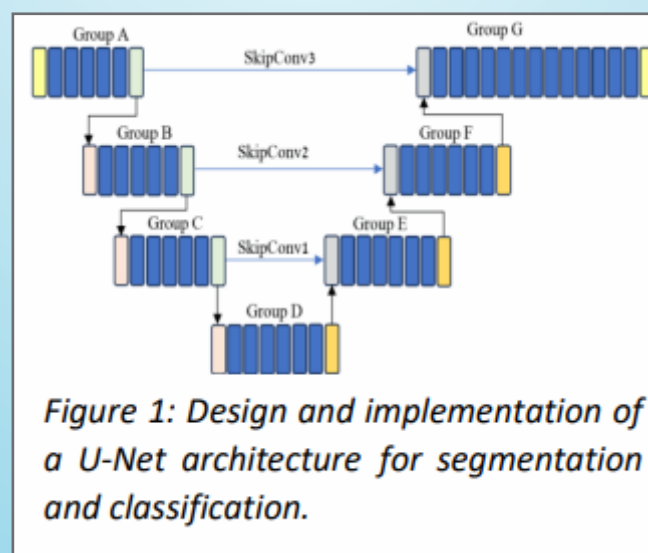 Group A
Group G
SkipConv3
Group B
Group F
SkipConv2
Group C
Group E
SkipConv1
Group D
Figure 1: Design and implementation of
a U-Net architecture for segmentation
and classification.